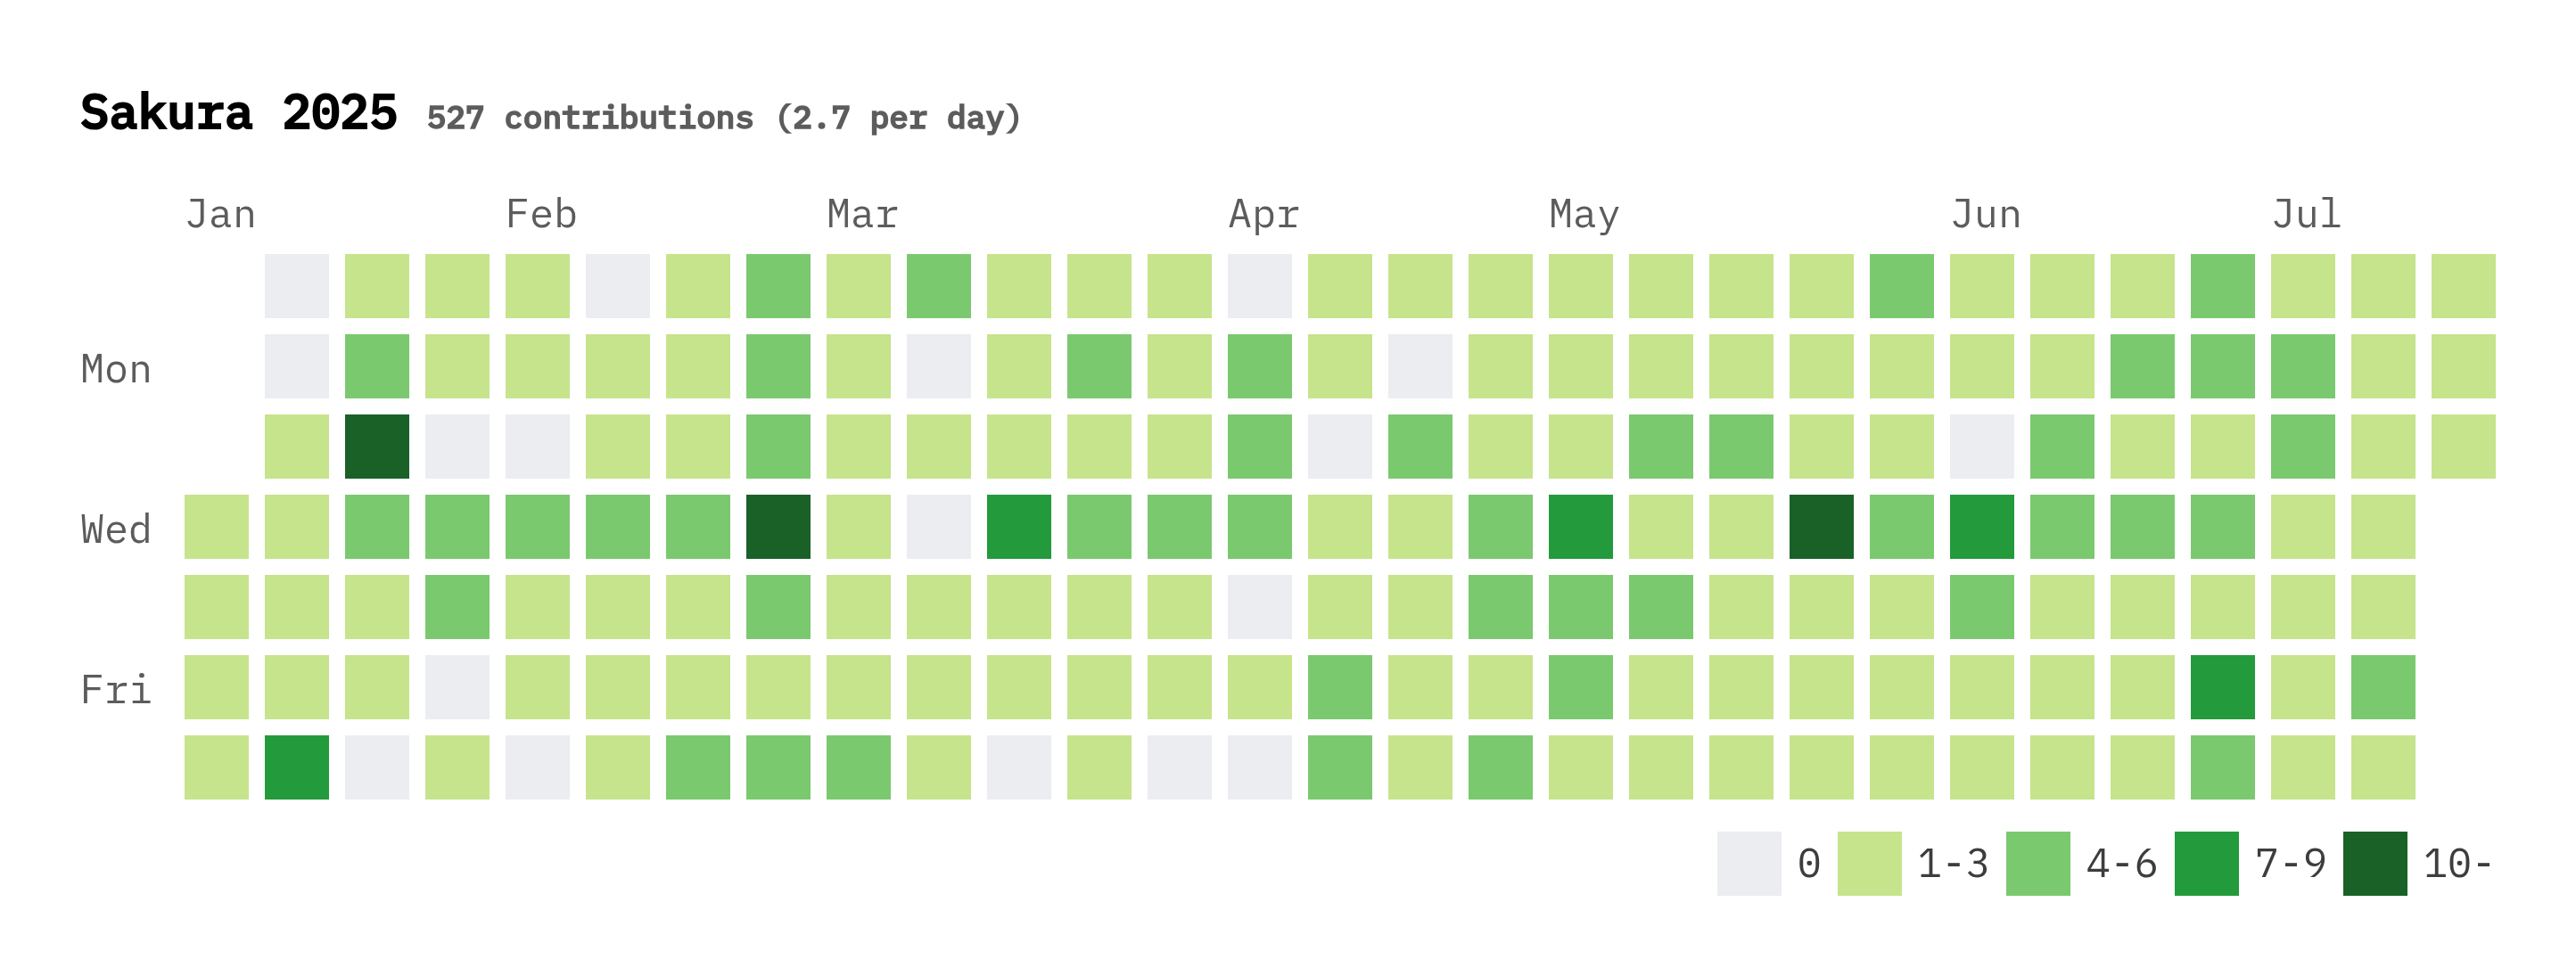 Sakura 2025 527 contributions (2.7 per day)
Jan Feb Mar Apr May Jun Jul
Mon
Wed
Fri
0 1-3 4-6 7-9 10-